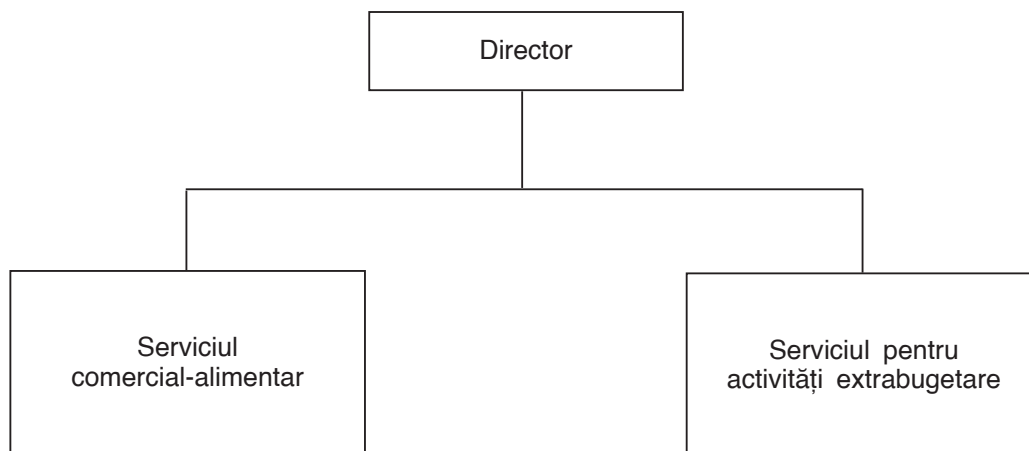 Director
Serviciul
comercial-alimentar
Serviciul pentru
activități extrabugetare